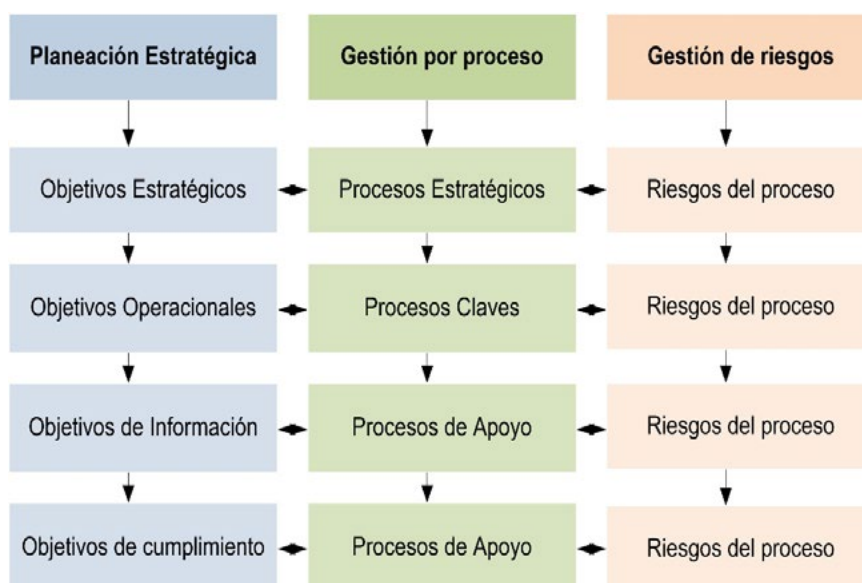 Planeación Estratégica
Gestión por proceso
Gestión de riesgos
Objetivos Estratégicos
Procesos Estratégicos
Riesgos del proceso
Objetivos Operacionales
Procesos Claves
Riesgos del proceso
Objetivos de Información
Procesos de Apoyo
Riesgos del proceso
Objetivos de cumplimiento
Procesos de Apoyo
Riesgos del proceso